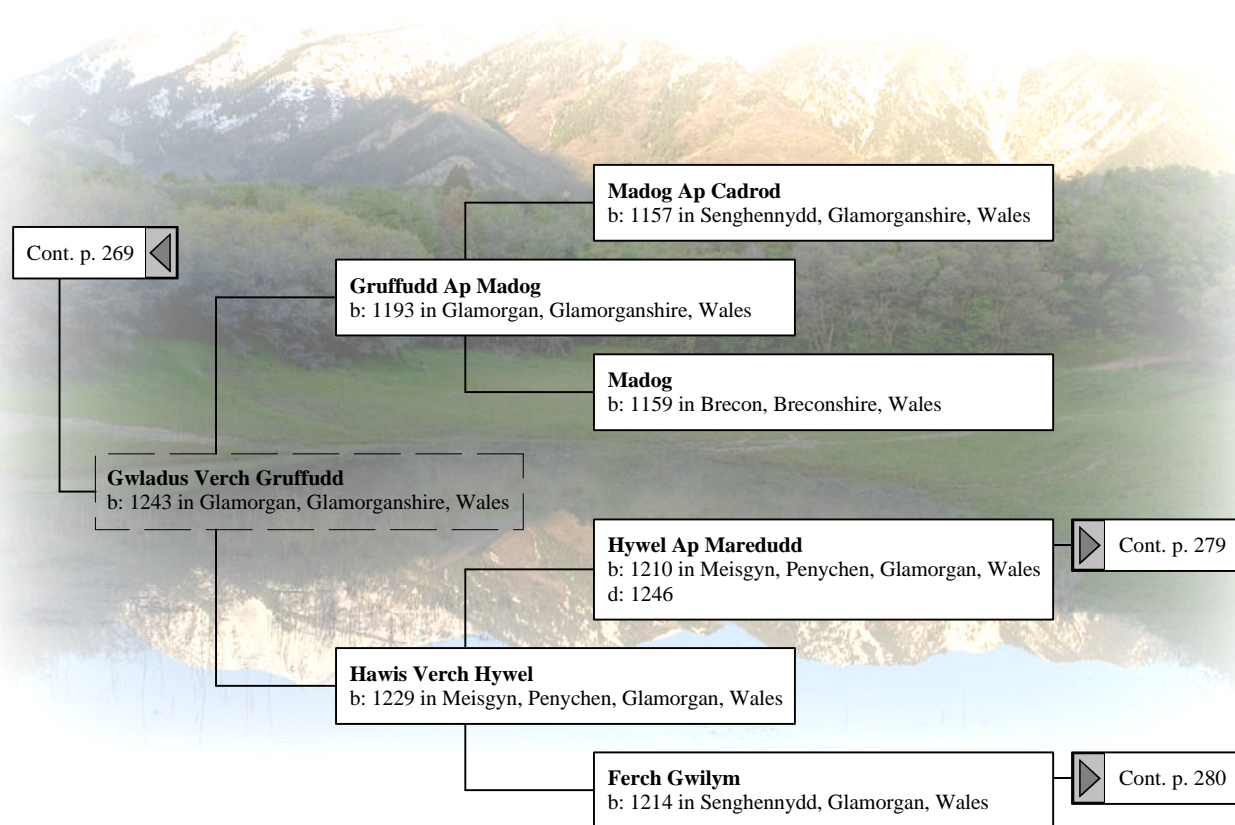 Madog Ap Cadrod
b: 1157 in Senghennydd, Glamorganshire, Wales
Cont. p. 269
Gruffudd Ap Madog
b: 1193 in Glamorgan, Glamorganshire, Wales
Madog
b: 1159 in Brecon, Breconshire, Wales
Gwladus Verch Gruffudd
b: 1243 in Glamorgan, Glamorganshire, Wales
Hywel Ap Maredudd
b: 1210 in Meisgyn, Penychen, Glamorgan, Wales
d: 1246
Cont. p. 279
Hawis Verch Hywel
b: 1229 in Meisgyn, Penychen, Glamorgan, Wales
Ferch Gwilym
b: 1214 in Senghennydd, Glamorgan, Wales
Cont. p. 280